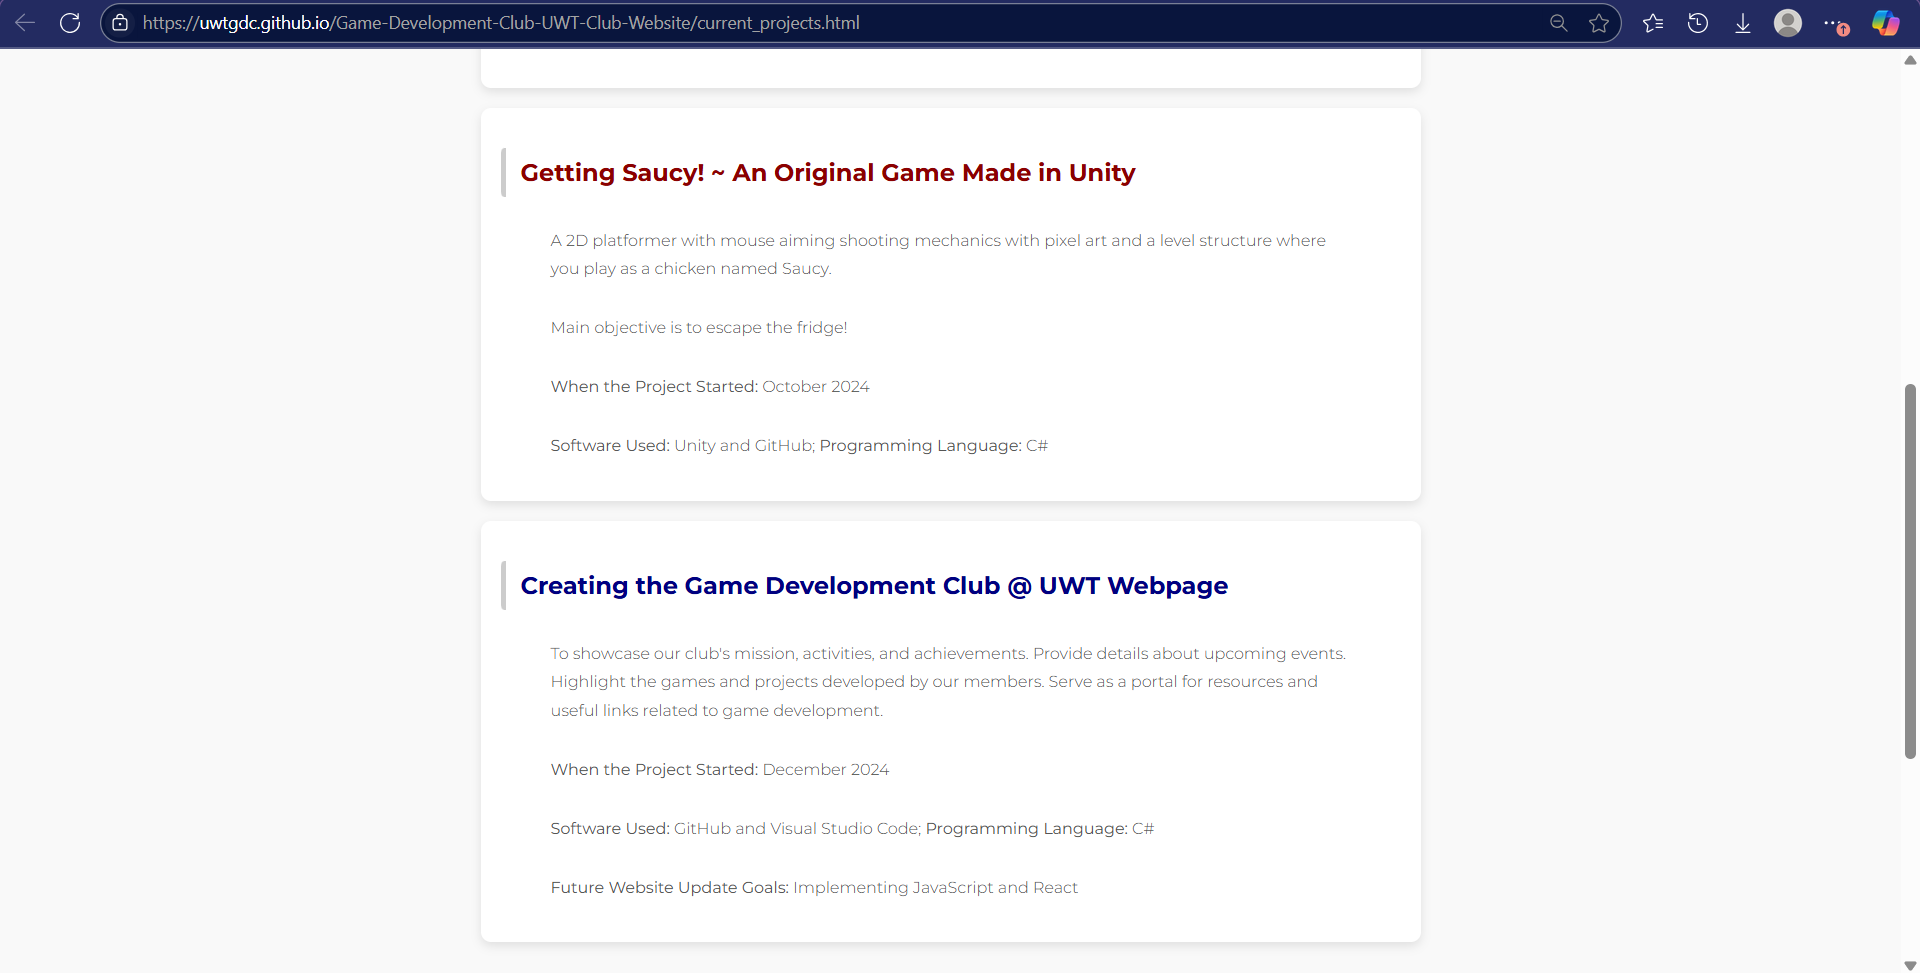 https://uwtgdc.github.io/Game-Development-Club-UWT-Club-Website/current_projects.html
Getting Saucy! ~ An Original Game Made in Unity
A 2D platformer with mouse aiming shooting mechanics with pixel art and a level structure where
you play as a chicken named Saucy.
Main objective is to escape the fridge!
When the Project Started: October 2024
Software Used: Unity and GitHub; Programming Language: C#
Creating the Game Development Club @ UWT Webpage
To showcase our club's mission, activities, and achievements. Provide details about upcoming events.
Highlight the games and projects developed by our members. Serve as a portal for resources and
useful links related to game development.
When the Project Started: December 2024
Software Used: GitHub and Visual Studio Code; Programming Language: C#
Future Website Update Goals: Implementing JavaScript and React